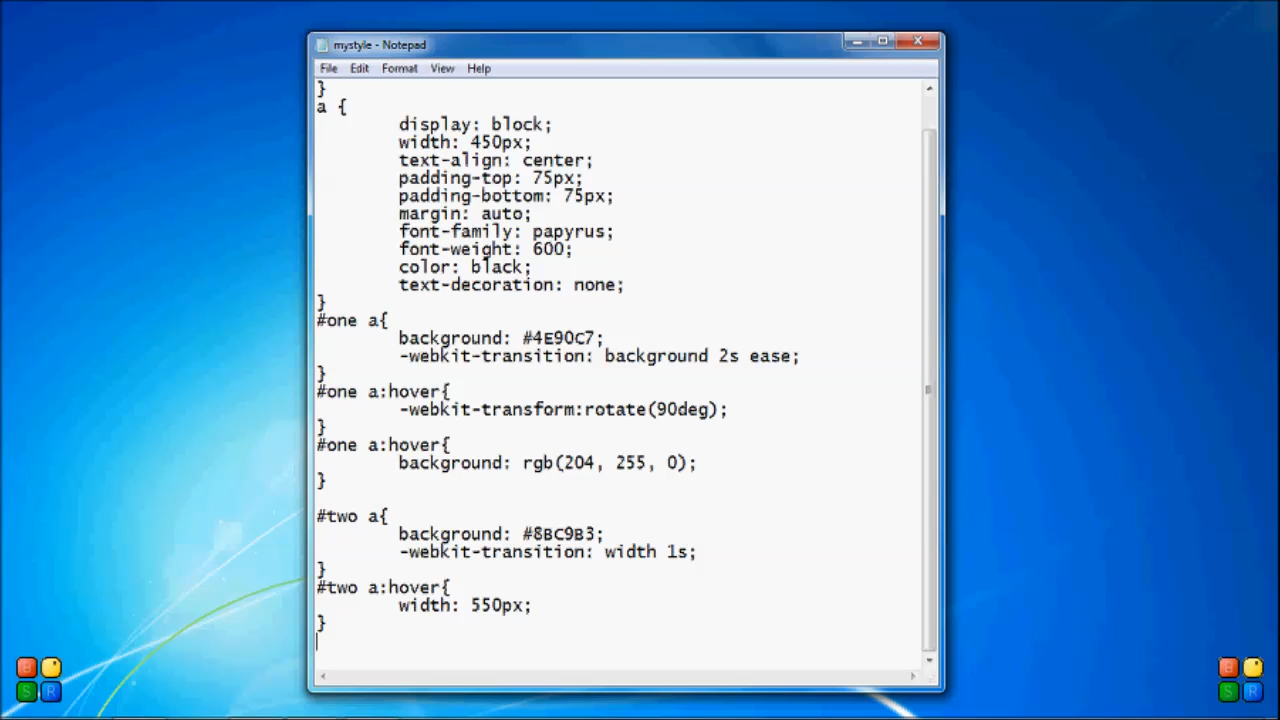 mystyle - Notepad
File Edit Format View Help
}
a {
display: block;
width: 450px;
text-align: center;
padding-top: 75px;
padding-bottom: 75px;
margin: auto;
font-family: papyrus;
font-weight: 600;
color: black;
text-decoration: none;
}
#one a{
background: #4E90C7;
-webkit-transition: background 2s ease;
}
#one a:hover{
-webkit-transform:rotate(90deg);
}
#one a:hover{
background: rgb(204, 255, 0);
}
#two a{
background: #8BC9B3;
-webkit-transition: width 1s;
}
#two a:hover{
width: 550px;
}
B
S R
B
S R